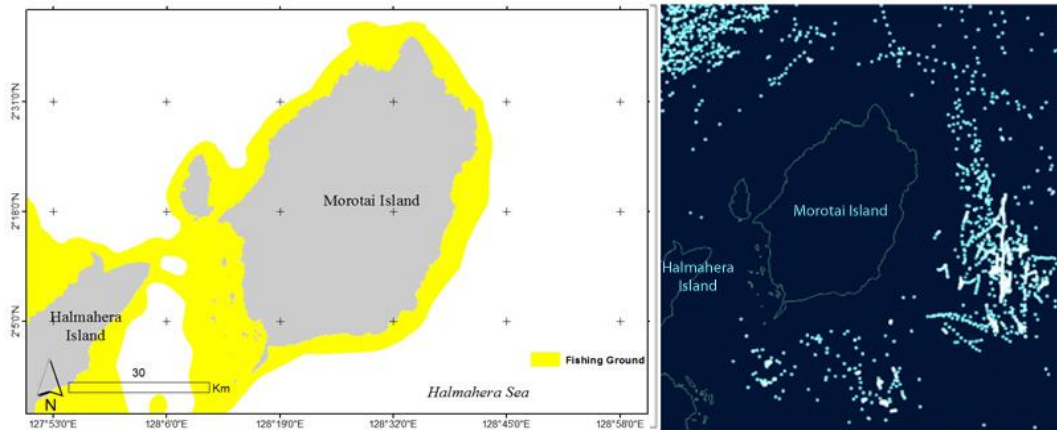 2°31'0"N
Morotai Island
2°18'0"N
Halmahera
Island
2°5'0"N
Fishing Ground
30
Km
N
Halmahera Sea
127°53'0"E
128°6'0"E
128°19'0"E
128°32'0"E
128°45'0"E
128°58'0"E
Morotai Island
Halmahera
Island